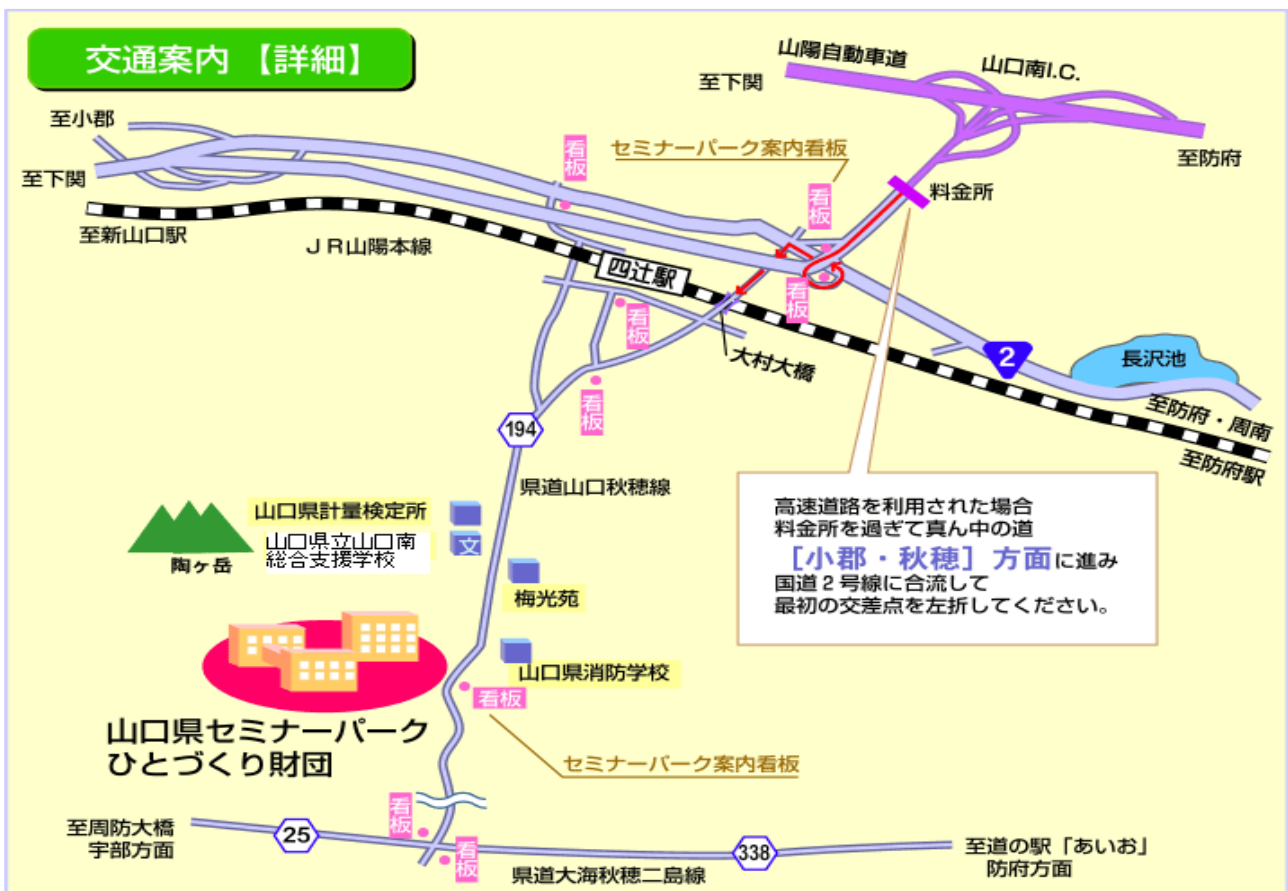 交通案内【詳細】
山陽自動車道
山口南I.C.
至下関
至防府
至小郡
至下関
看板
セミナーパーク案内看板
看板
料金所
至新山口駅
JR山陽本線
四辻駅
看板
看板
大村大橋
2
長沢池
看板
至防府・周南
至防府駅
194
県道山口秋穂線
高速道路を利用された場合
料金所を過ぎて真ん中の道
［小郡・秋穂］方面に進み
国道2号線に合流して
最初の交差点を左折してください。
山口県計量検定所
山口県立山口南
総合支援学校
文
陶ヶ岳
梅光苑
山口県消防学校
看板
山口県セミナーパーク
ひとづくり財団
セミナーパーク案内看板
看板
至周防大橋
宇部方面
25
看板
338
県道大海秋穂二島線
至道の駅「あいお」
防府方面